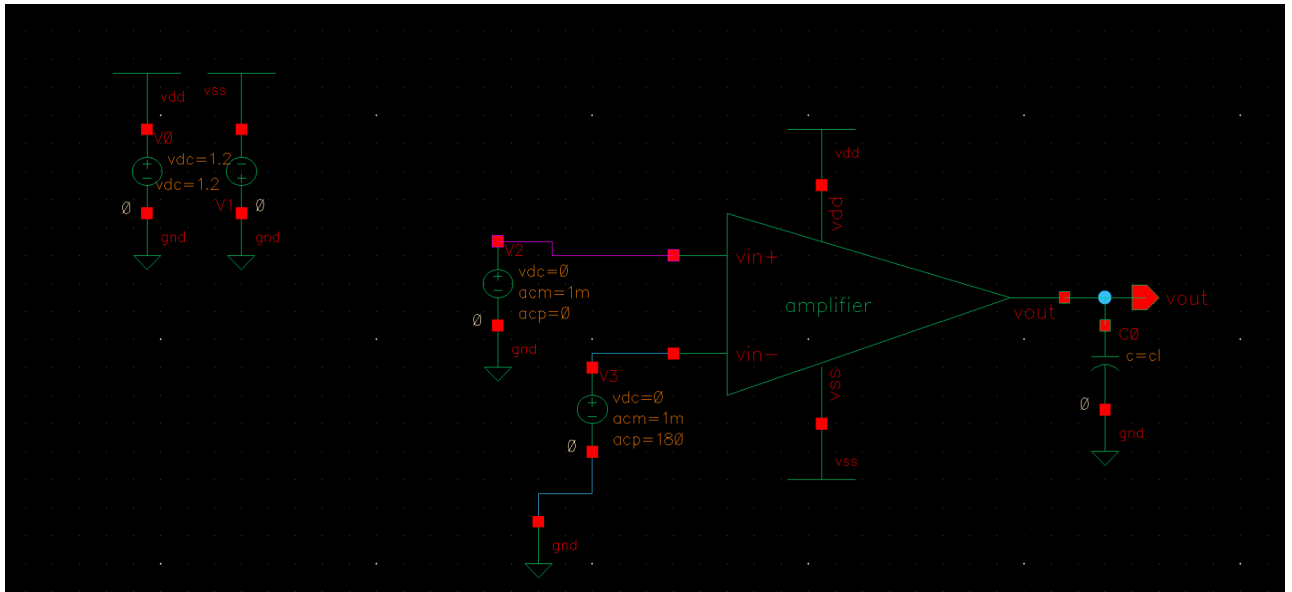 vdd
vss
V0
vdc=1.2
vdc=1.2
0
V1
0
gnd
gnd
V2
vdc=0
acm=1m
acp=0
0
gnd
V3
vdc=0
acm=1m
acp=180
0
gnd
vdd
vdd
vin+
amplifier
vout
vin-
vss
vss
vout
C0
c=cl
0
gnd